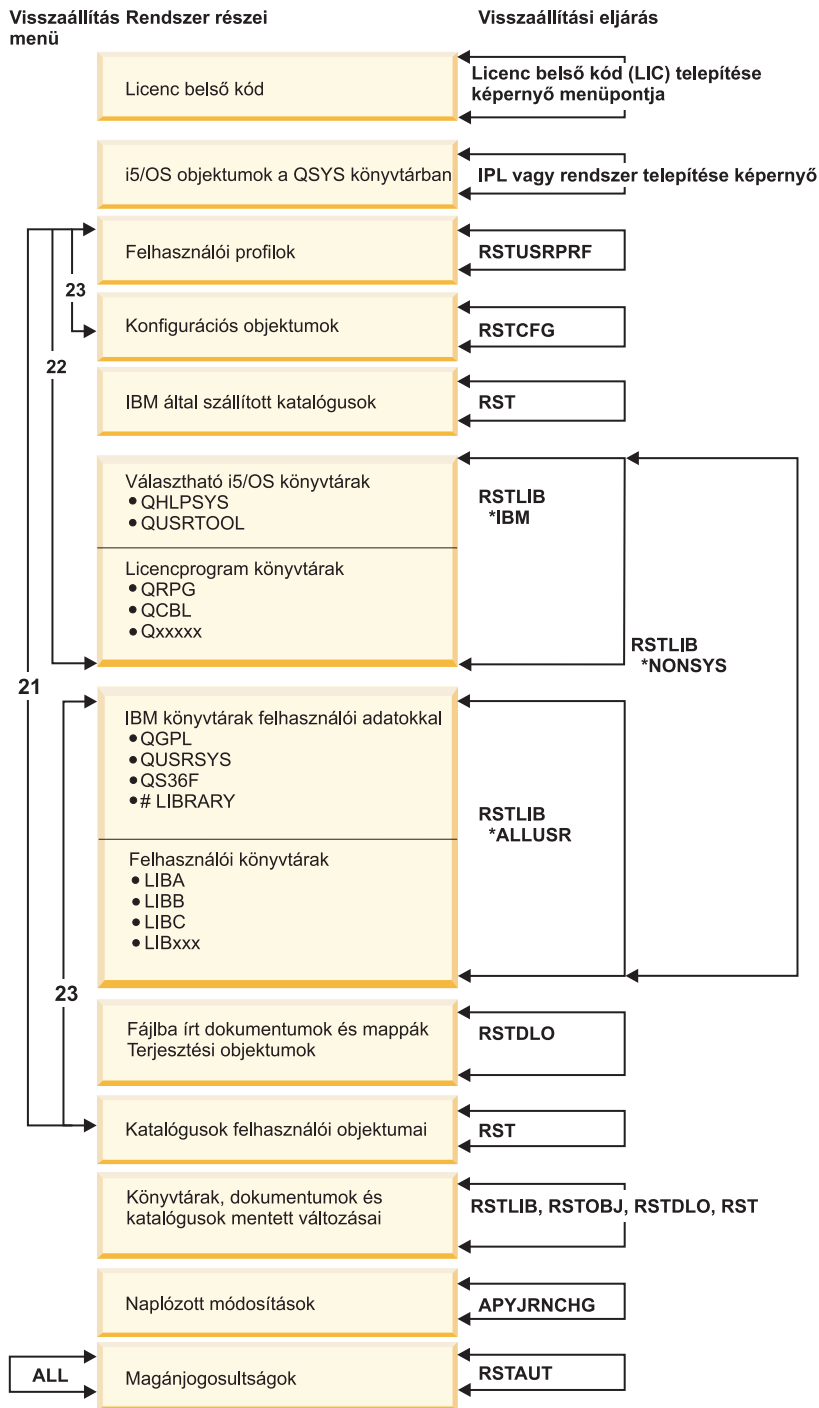 Visszaállítás Rendszer részei
menü
Visszaállítási eljárás
Licenc belső kód
Licenc belső kód (LIC) telepítése
képernyő menüpontja
i5/OS objektumok a QSYS könyvtárban
IPL vagy rendszer telepítése képernyő
Felhasználói profilok
RSTUSRPRF
23
Konfigurációs objektumok
RSTCFG
22
IBM által szállított katalógusok
RST
Választható i5/OS könyvtárak
• QHLPSYS
• QUSRTOOL
RSTLIB
*IBM
Licencprogram könyvtárak
• QRPG
• QCBL
• Qxxxxx
RSTLIB
*NONSYS
21
IBM könyvtárak felhasználói adatokkal
• QGPL
• QUSRSYS
• QS36F
• # LIBRARY
RSTLIB
*ALLUSR
Felhasználói könyvtárak
• LIBA
• LIBB
• LIBC
• LIBxxx
23
Fájlba írt dokumentumok és mappák
Terjesztési objektumok
RSTDLO
Katalógusok felhasználói objektumai
RST
Könyvtárak, dokumentumok és
katalógusok mentett változásai
RSTLIB, RSTOBJ, RSTDLO, RST
Naplózott módosítások
APYJRNCHG
ALL
Magánjogosultságok
RSTAUT